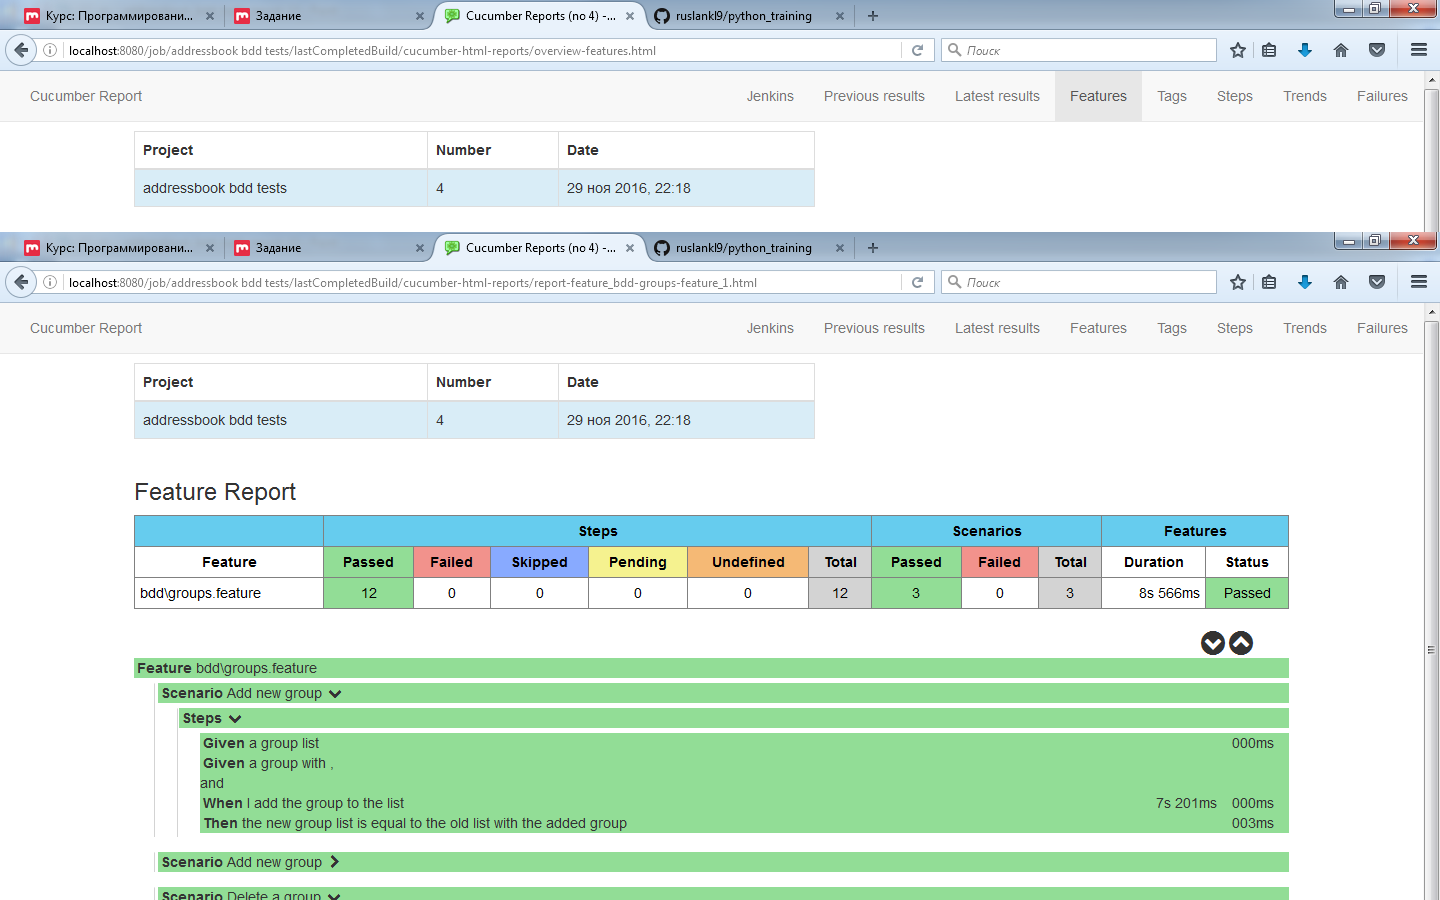 Курс: Программировани... Задание Cucumber Reports (no 4) -... ruslankl9/python_training
localhost:8080/job/addressbook bdd tests/lastCompletedBuild/cucumber-html-reports/overview-features.html Поиск
Cucumber Report Jenkins Previous results Latest results Features Tags Steps Trends Failures
Project Number Date
addressbook bdd tests 4 29 ноя 2016, 22:18
Курс: Программировани... Задание Cucumber Reports (no 4) -... ruslankl9/python_training
localhost:8080/job/addressbook bdd tests/lastCompletedBuild/cucumber-html-reports/report-feature_bdd-groups-feature_1.html Поиск
Cucumber Report Jenkins Previous results Latest results Features Tags Steps Trends Failures
Project Number Date
addressbook bdd tests 4 29 ноя 2016, 22:18
Feature Report
Steps Scenarios Features
Feature Passed Failed Skipped Pending Undefined Total Passed Failed Total Duration Status
bdd\groups.feature 12 0 0 0 0 12 3 0 3 8s 566ms Passed
Feature bdd\groups.feature
Scenario Add new group
Steps
Given a group list 000ms
Given a group with ,
and
When I add the group to the list 7s 201ms 000ms
Then the new group list is equal to the old list with the added group 003ms
Scenario Add new group
Scenario Delete a group